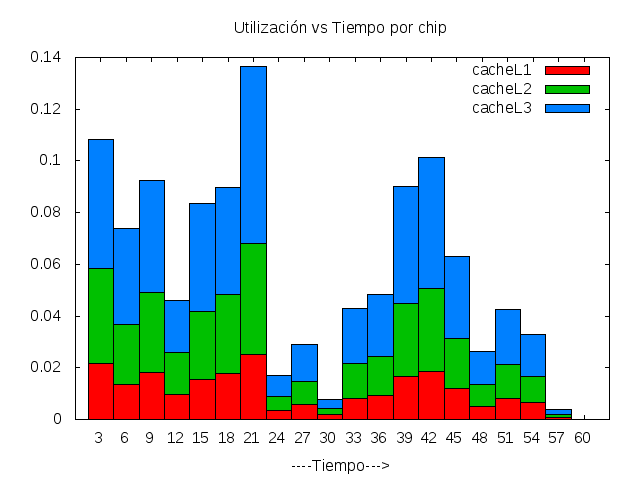 Utilización vs Tiempo por chip
0.14
0.12
0.1
0.08
0.06
0.04
0.02
0
cacheL1
cacheL2
cacheL3
3 6 9 12 15 18 21 24 27 30 33 36 39 42 45 48 51 54 57 60
----Tiempo--->